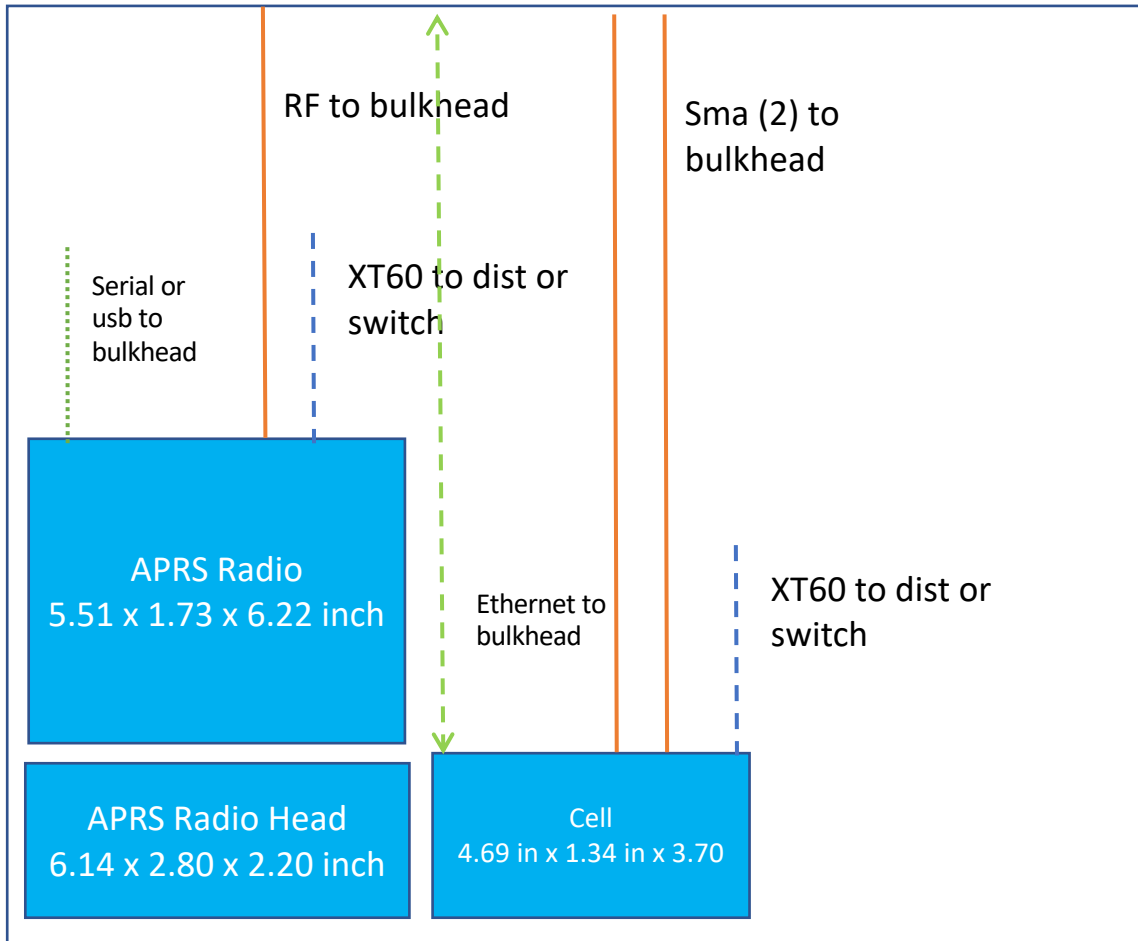 RF to bulkhead
Sma (2) to
bulkhead
Serial or
usb to
bulkhead
XT60 to dist or
switch
APRS Radio
5.51 x 1.73 x 6.22 inch
Ethernet to
bulkhead
XT60 to dist or
switch
APRS Radio Head
6.14 x 2.80 x 2.20 inch
Cell
4.69 in x 1.34 in x 3.70